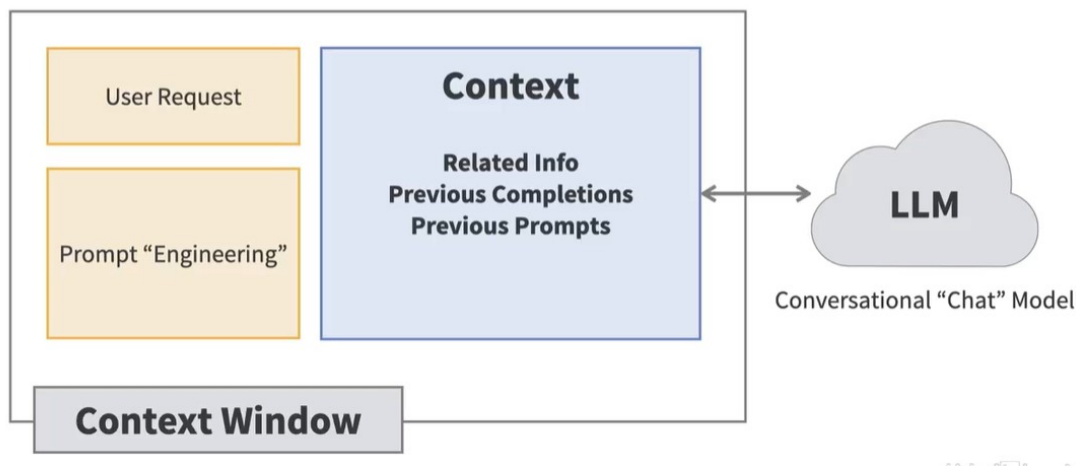 User Request
Prompt “Engineering”
Context
Related Info
Previous Completions
Previous Prompts
LLM
Conversational “Chat” Model
Context Window